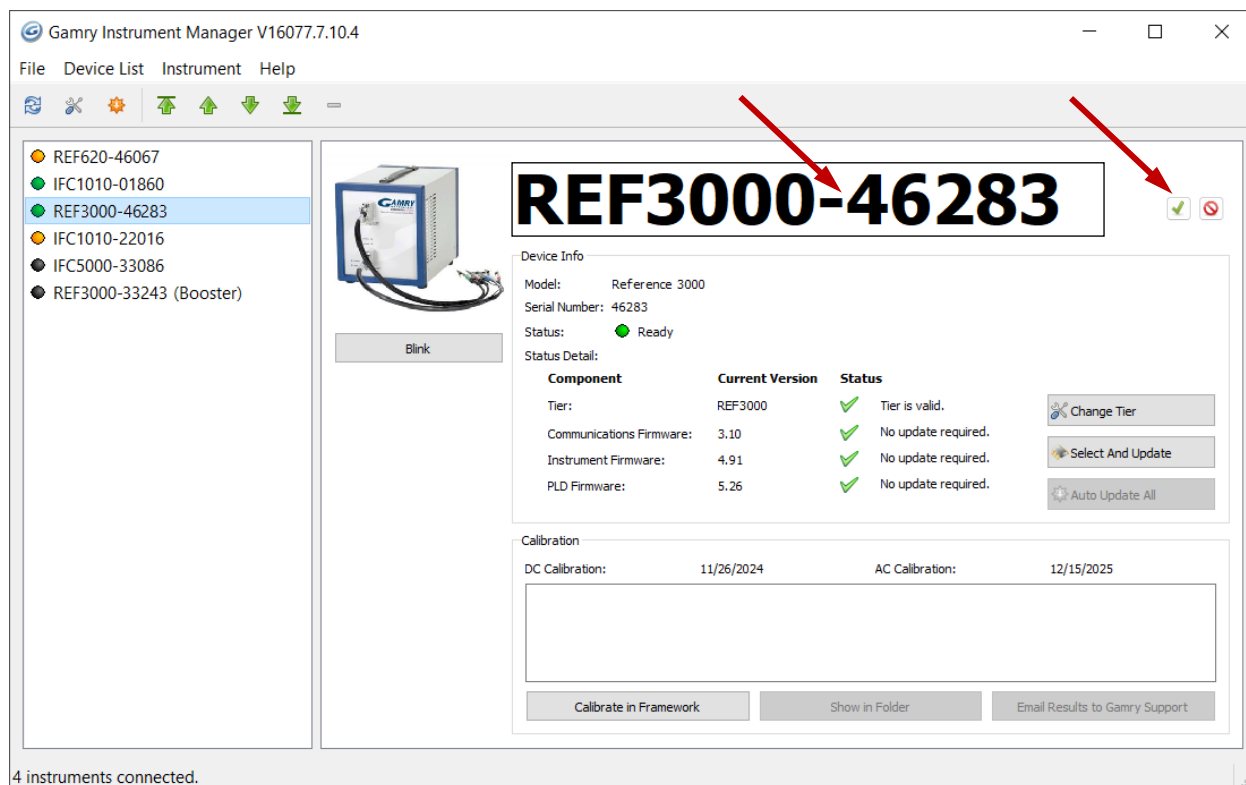 Gamry Instrument Manager V16077.7.10.4
File Device List Instrument Help
REF620-46067
IFC1010-01860
REF3000-46283
IFC1010-22016
IFC5000-33086
REF3000-33243 (Booster)
GAMRY
Blink
REF3000-46283
Device Info
Model: Reference 3000
Serial Number: 46283
Status: Ready
Status Detail:
Component Current Version Status
Tier: REF3000 Tier is valid. Change Tier
Communications Firmware: 3.10 No update required.
Instrument Firmware: 4.91 No update required. Select And Update
PLD Firmware: 5.26 No update required. Auto Update All
Calibration
DC Calibration: 11/26/2024 AC Calibration: 12/15/2025
Calibrate in Framework Show in Folder Email Results to Gamry Support
4 instruments connected.